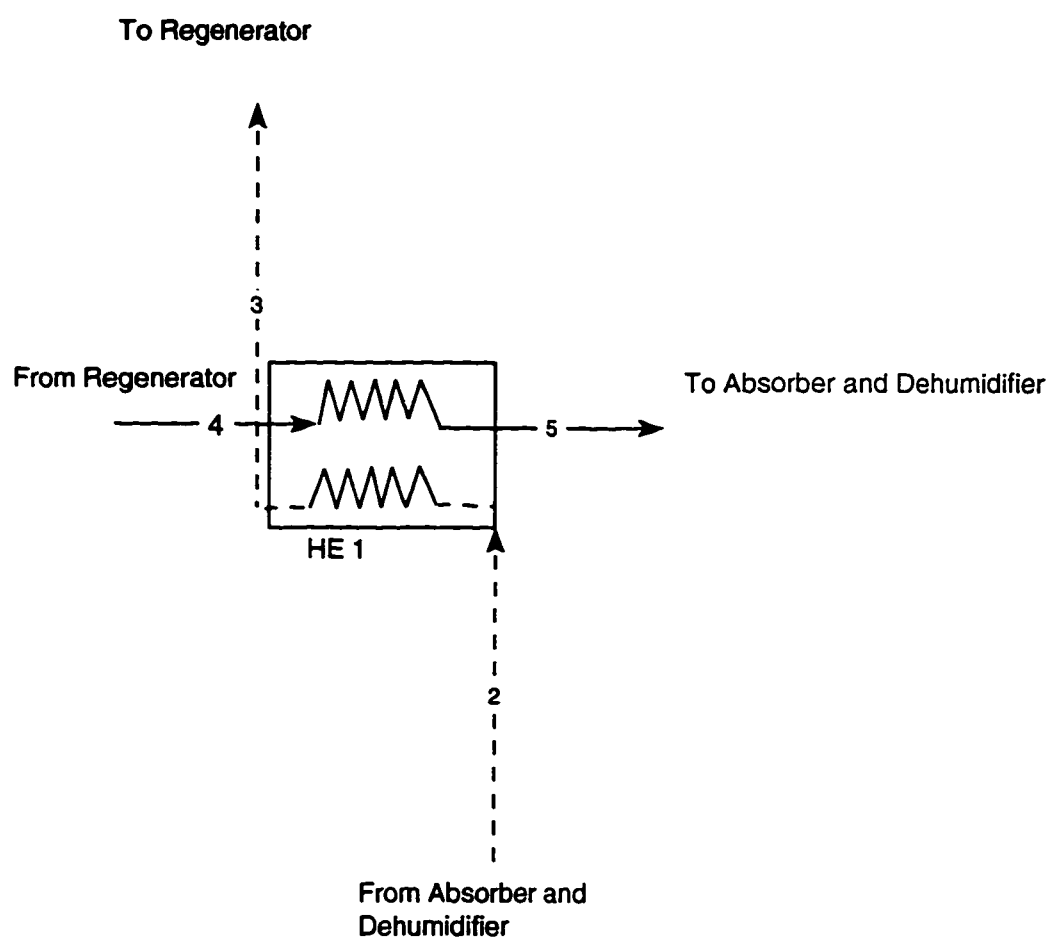 To Regenerator
3
From Regenerator
To Absorber and Dehumidifier
4
5
HE 1
2
From Absorber and
Dehumidifier